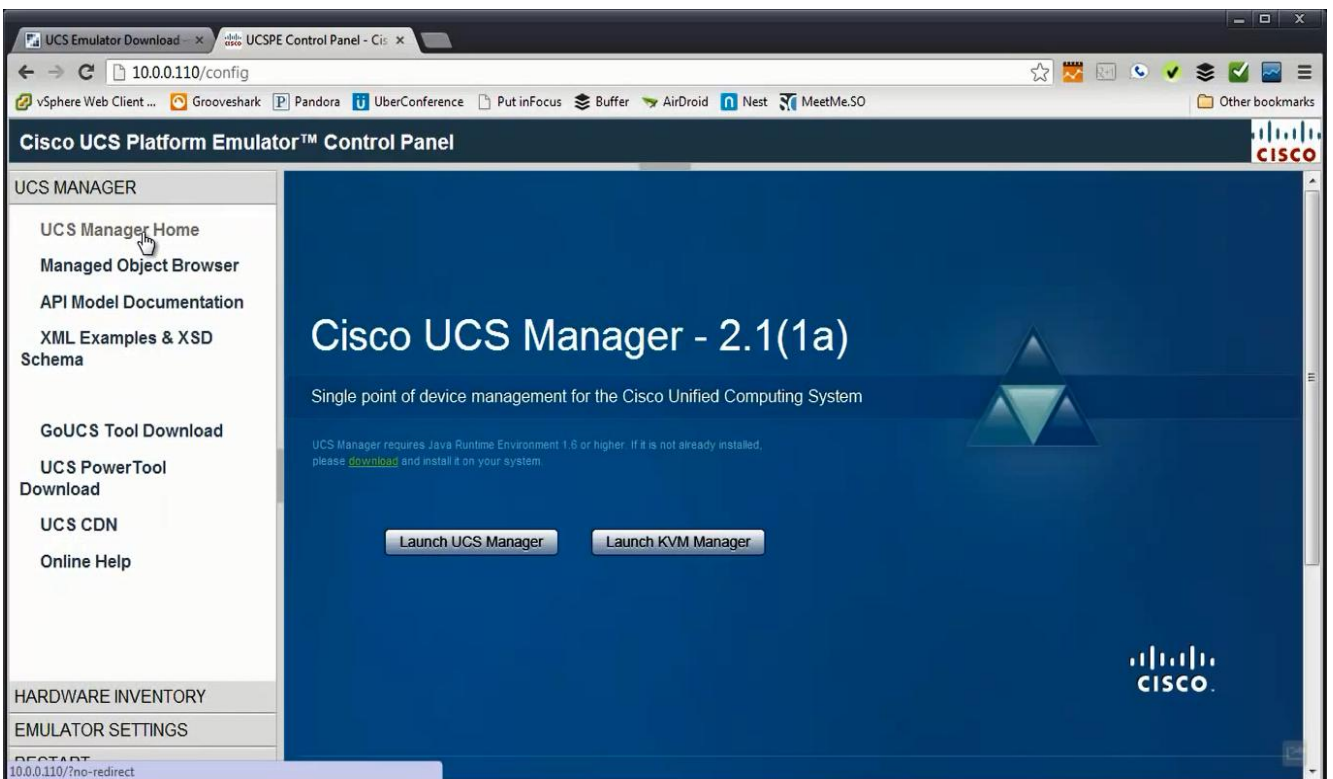 UCS Emulator Download -
UCSPE Control Panel - Cis
10.0.0.110/config
vSphere Web Client ...
Grooveshark
Pandora
UberConference
Put inFocus
Buffer
AirDroid
Nest
MeetMe.SO
Other bookmarks
Cisco UCS Platform Emulator™ Control Panel
CISCO
UCS MANAGER
UCS Manager Home
Managed Object Browser
API Model Documentation
XML Examples & XSD
Schema
GoUCS Tool Download
UCS PowerTool
Download
UCS CDN
Online Help
HARDWARE INVENTORY
EMULATOR SETTINGS
RESTART
10.0.0.110/?no-redirect
Cisco UCS Manager - 2.1(1a)
Single point of device management for the Cisco Unified Computing System
UCS Manager requires Java Runtime Environment 1.6 or higher. If it is not already installed,
please download and install it on your system.
Launch UCS Manager
Launch KVM Manager
CISCO.